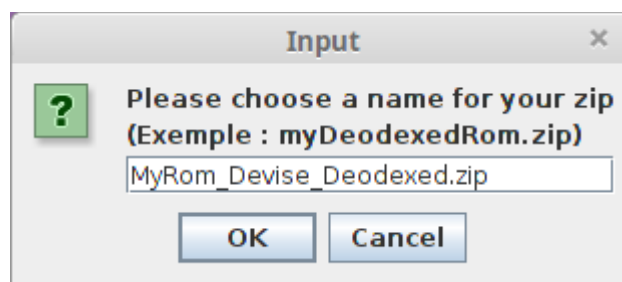 Input
Please choose a name for your zip
(Exemple : myDeodexedRom.zip)
MyRom_Devise_Deodexed.zip
OK Cancel